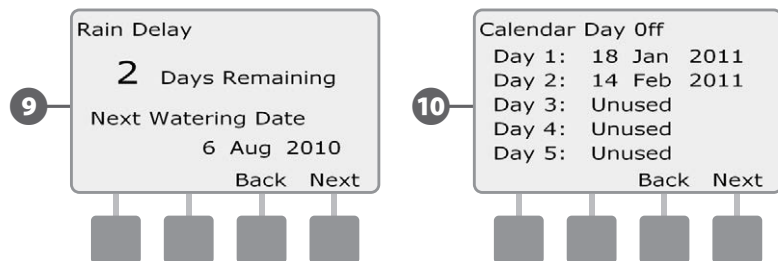 9
Rain Delay
2 Days Remaining
Next Watering Date
6 Aug 2010
Back Next
10
Calendar Day Off
Day 1: 18 Jan 2011
Day 2: 14 Feb 2011
Day 3: Unused
Day 4: Unused
Day 5: Unused
Back Next